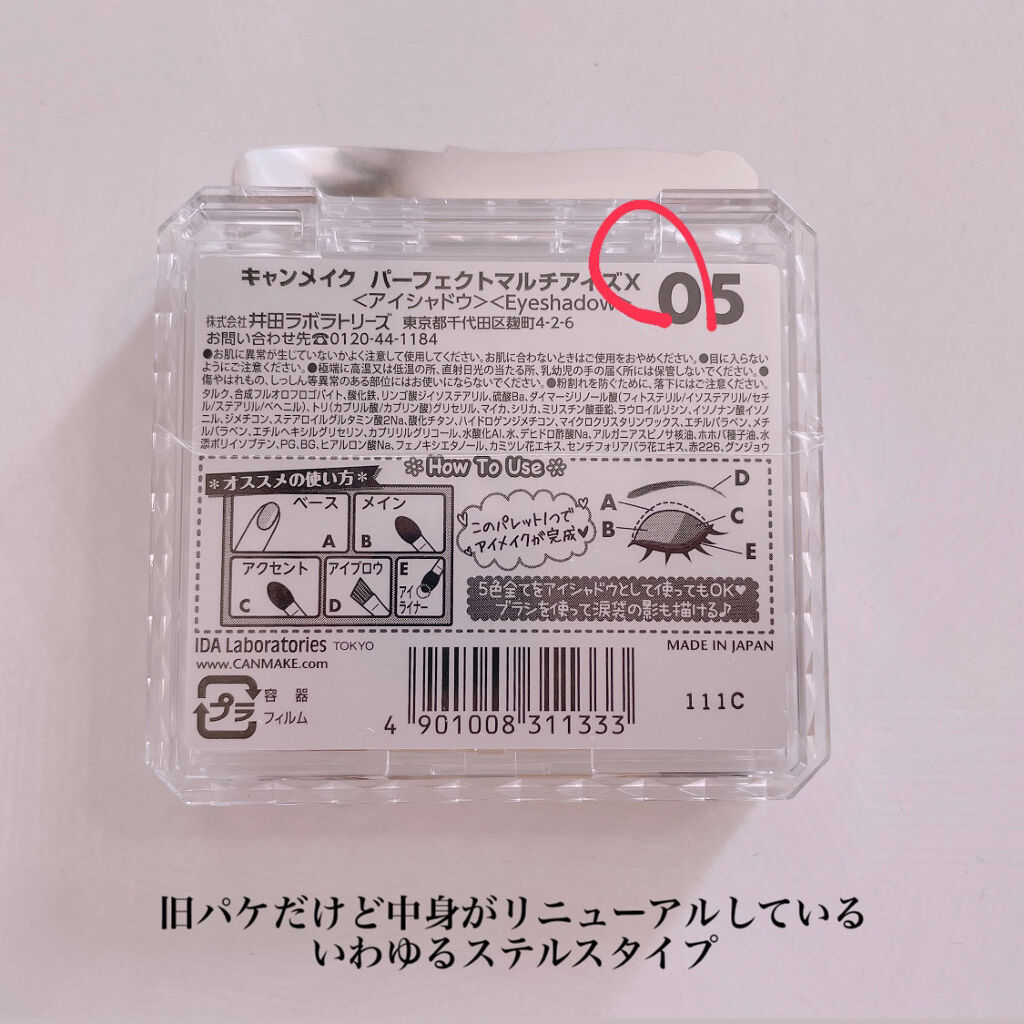 キャンメイク パーフェクトマルチアイズX
05
＜アイシャドウ＞＜Eyeshadow
株式会社井田ラボラトリーズ 東京都千代田区麹町4-2-6
お問い合わせ先☎0120-44-1184
●お肌に異常が生じていないかよく注意して使用してください。お肌に合わないときはご使用をおやめください。●目に入らない
ようにご注意ください。●極端に高温又は低温の所、直射日光の当たる所、乳幼児の手の届く所には保管しないでください。●
傷やはれもの、しっしん等異常のある部位にはお使いにならないでください。●粉割れを防ぐために、落下にはご注意ください。
タルク、合成フルオロフロゴパイト、酸化鉄、リンゴ酸ジイソステアリル、硫酸Ba、ダイマージリノール酸(フィトステリル/イソステアリル/セチ
ル/ステアリル/ベヘニル)、トリ(カプリル酸/カプリン酸)グリセリル、マイカ、シリカ、ミリスチン酸亜鉛、ラウロイルリシン、イソノナン酸イソノ
ニル、ジメチコン、ステアロイルグルタミン酸2Na、酸化チタン、ハイドロゲンジメチコン、マイクロクリスタリンワックス、エチルパラベン、メチ
ルパラベン、エチルヘキシルグリセリン、カプリリルグリコール、水酸化Al、水、デヒドロ酢酸Na、アルガニアスピノサ核油、ホホバ種子油、水
添ポリイソブテン、PG、BG、ヒアルロン酸Na、フェノキシエタノール、カミツレ花エキス、センチフォリアバラ花エキス、赤226、グンジョウ
How To Use
＊オススメの使い方＊
ベース A
メイン B
アクセント C
アイブロウ D
E アイライナー
このパレット1つで
アイメイクが完成♥
A
B
D
C
E
5色全てをアイシャドウとして使ってもOK♥
ブラシを使って涙袋の影も描ける♪
IDA Laboratories TOKYO
MADE IN JAPAN
www.CANMAKE.com
プラ
容器
フィルム
4 901008 311333
111C
旧パケだけど中身がリニューアルしている
いわゆるステルスタイプ